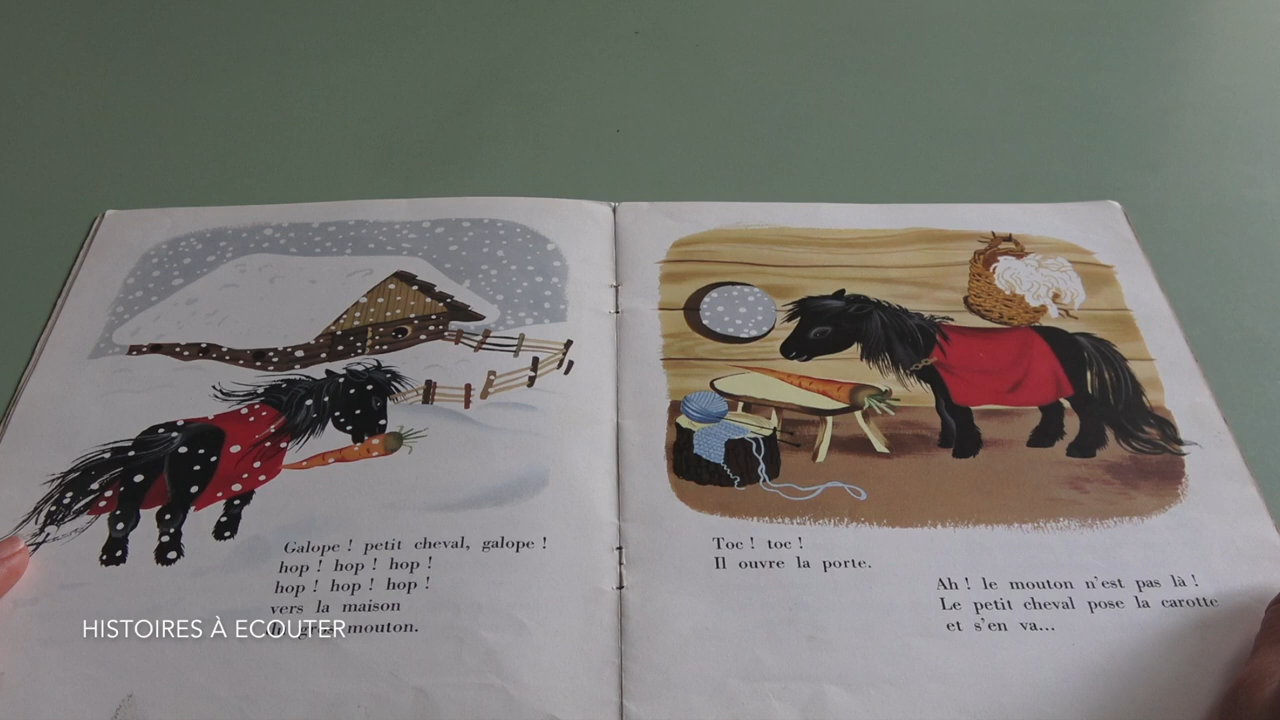 Galope ! petit cheval, galope !
hop ! hop ! hop !
hop ! hop ! hop !
vers la maison
mouton.
HISTOIRES À ECOUTER
Toc ! toc !
Il ouvre la porte.
Ah ! le mouton n'est pas là !
Le petit cheval pose la carotte
et s'en va...